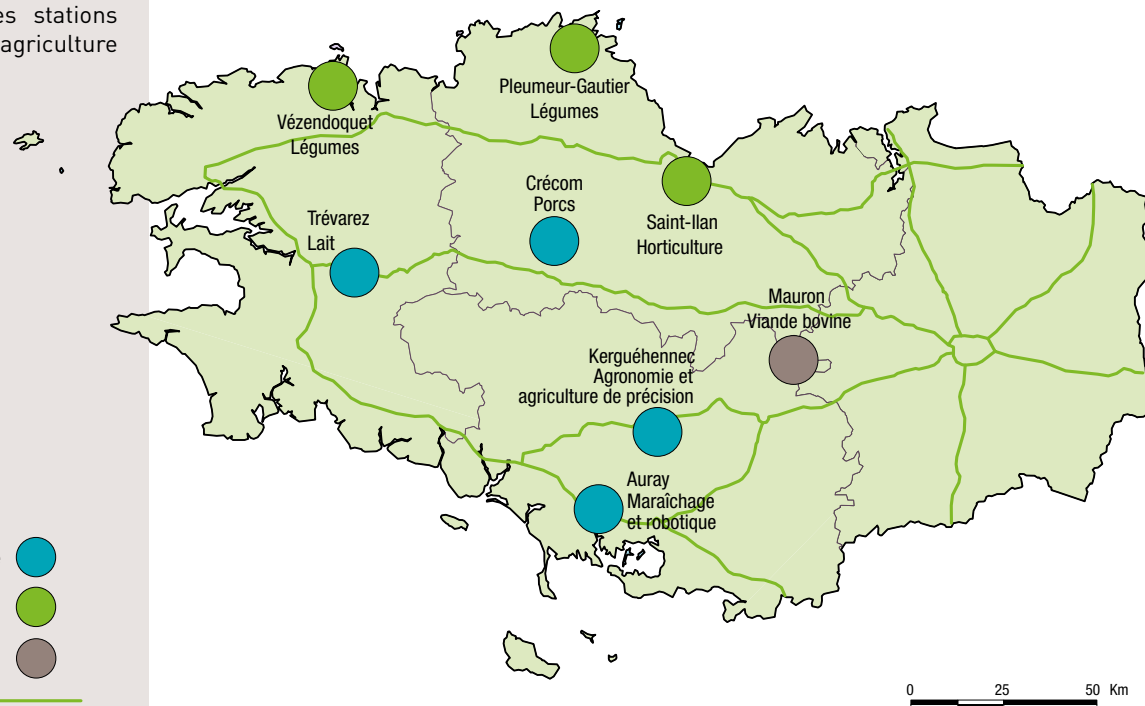 es stations
agriculture
Pleumeur-Gautier
Légumes
Vézendoquet
Légumes
Crécom
Porcs
Trévarez
Lait
Saint-Ilan
Horticulture
Mauron
Viande bovine
Kerguéhennec
Agronomie et
agriculture de précision
Auray
Maraîchage
et robotique
0 25 50 Km